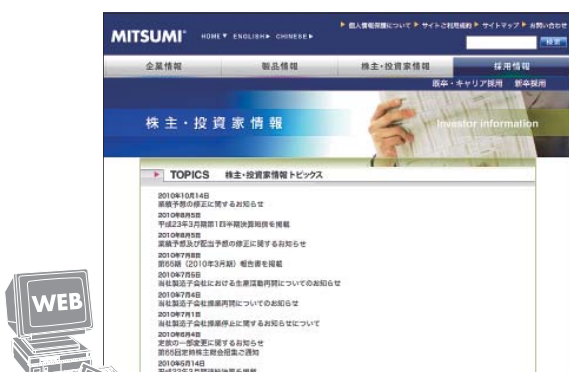 MITSUMI®
HOME▼ ENGLISH▶ CHINESE▶
▶ 個人情報保護について ▶ サイトご利用規約 ▶ サイトマップ ▶ お問い合わせ
検索
企業情報 製品情報 株主・投資家情報 採用情報
既卒・キャリア採用 新卒採用
株主・投資家情報
Investor information
TOPICS 株主・投資家情報トピックス
2010年10月14日
業績予想の修正に関するお知らせ
2010年8月5日
平成23年3月期第1四半期決算短信を掲載
2010年8月5日
業績予想及び配当予想の修正に関するお知らせ
2010年7月8日
第65期（2010年3月期）報告書を掲載
2010年7月5日
当社製造子会社における生産活動再開についてのお知らせ
2010年7月4日
当社製造子会社操業再開についてのお知らせ
2010年7月1日
当社製造子会社操業停止に関するお知らせについて
2010年6月4日
定款の一部変更に関するお知らせ
第65回定時株主総会招集ご通知
2010年5月14日
平成22年3月期決算短信を掲載
WEB